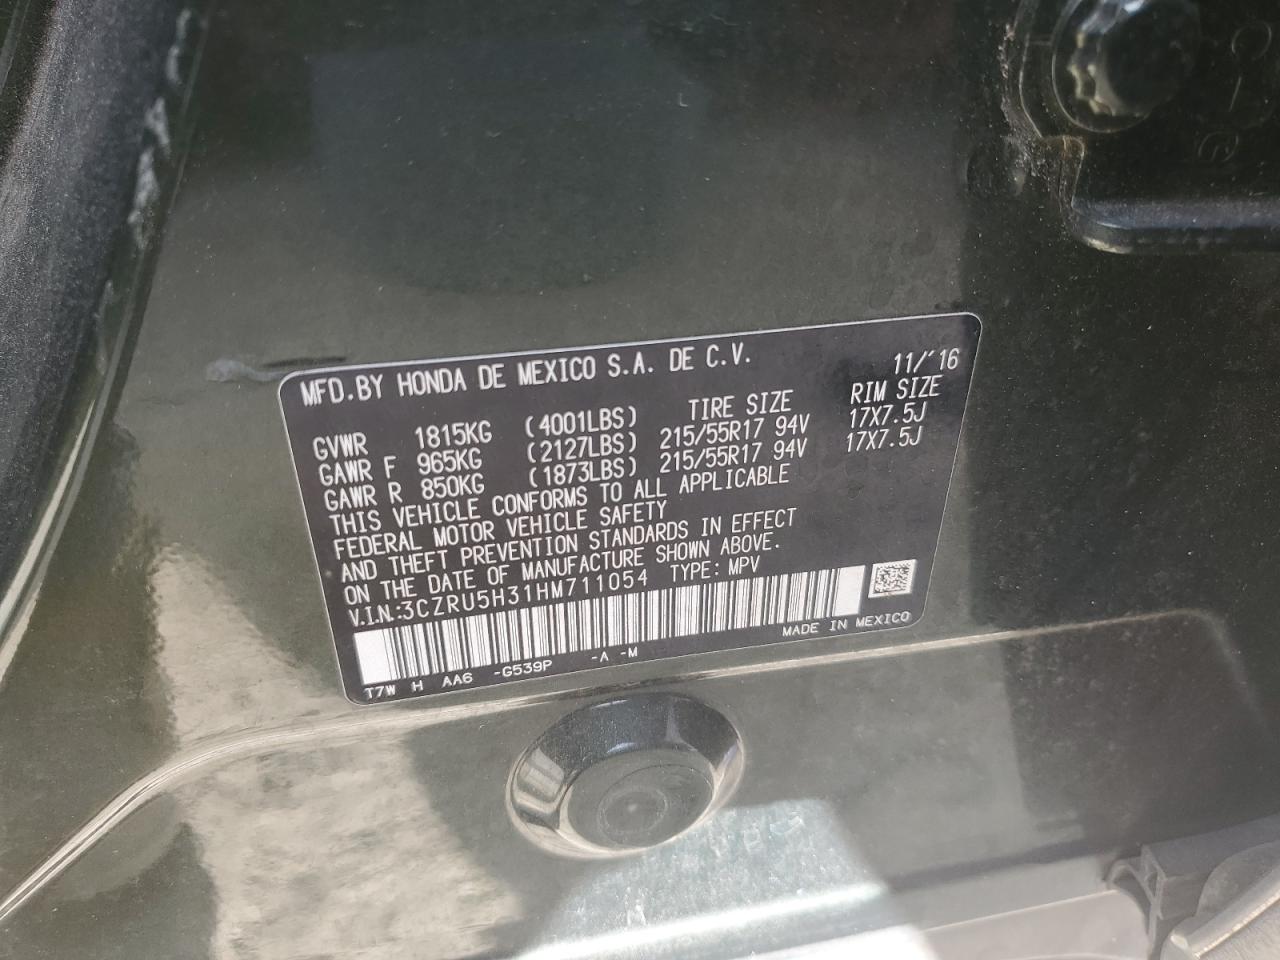 MFD.BY HONDA DE MEXICO S.A. DE C.V. 11/'16
TIRE SIZE RIM SIZE
GVWR 1815KG (4001LBS)
GAWR F 965KG (2127LBS) 215/55R17 94V 17X7.5J
GAWR R 850KG (1873LBS) 215/55R17 94V 17X7.5J
THIS VEHICLE CONFORMS TO ALL APPLICABLE
FEDERAL MOTOR VEHICLE SAFETY
AND THEFT PREVENTION STANDARDS IN EFFECT
ON THE DATE OF MANUFACTURE SHOWN ABOVE.
V.I.N.:3CZRU5H31HM711054 TYPE:MPV
MADE IN MEXICO
T7W H AA6 -G539P -A -M